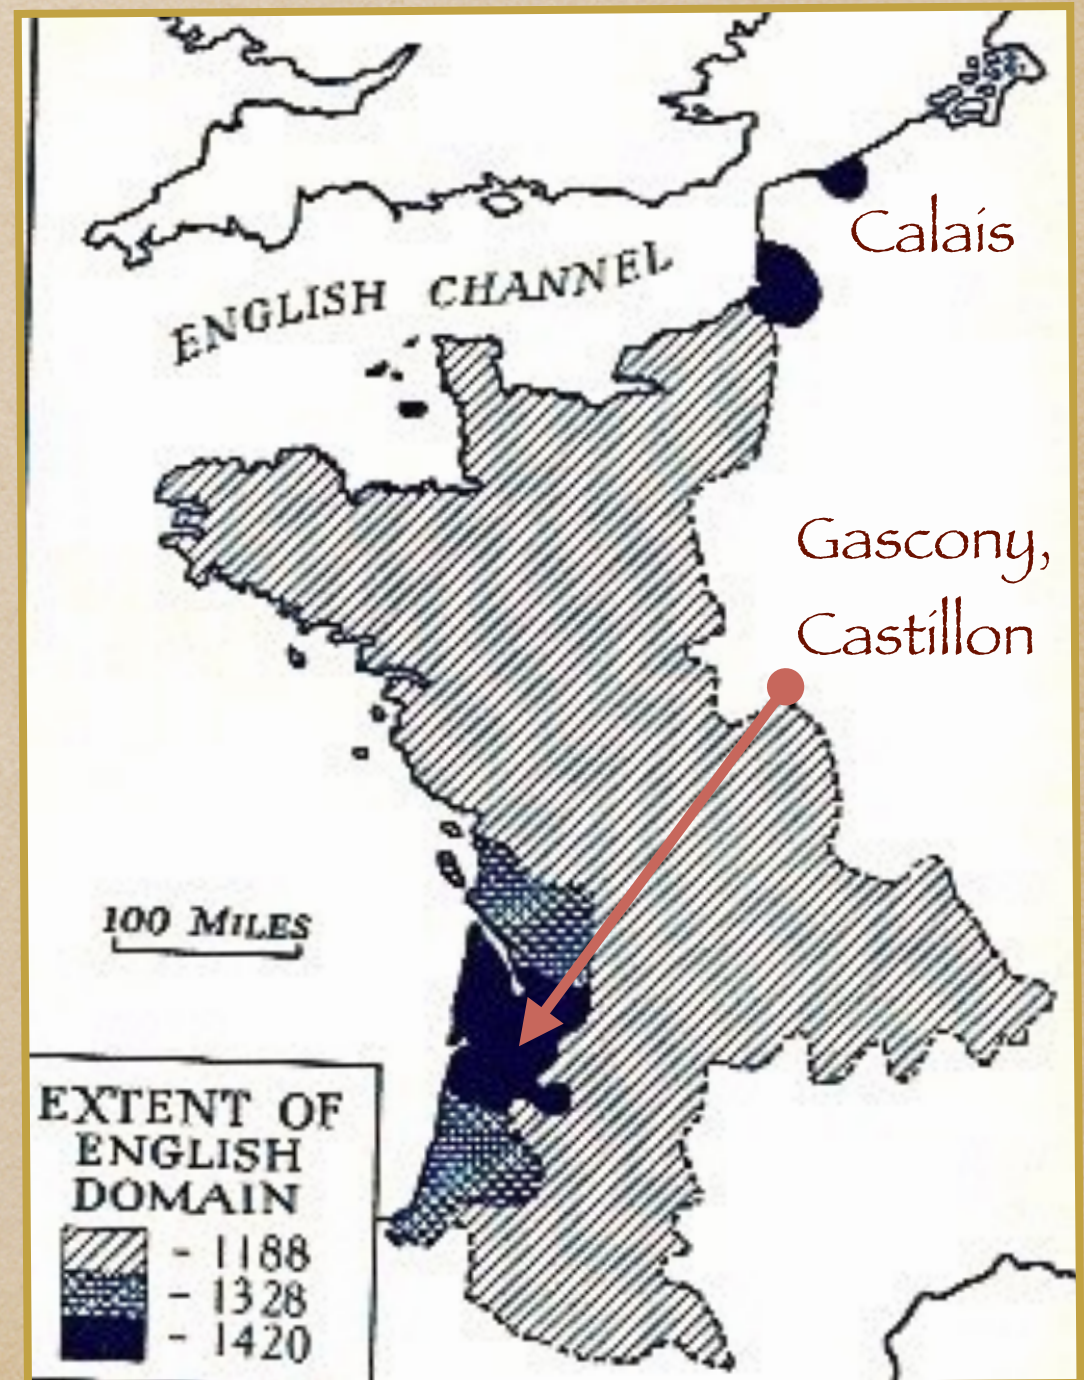 Calais
ENGLISH CHANNEL
Gascony,
Castillon
100 MILES
EXTENT OF
ENGLISH
DOMAIN
- 1188
- 1328
- 1420